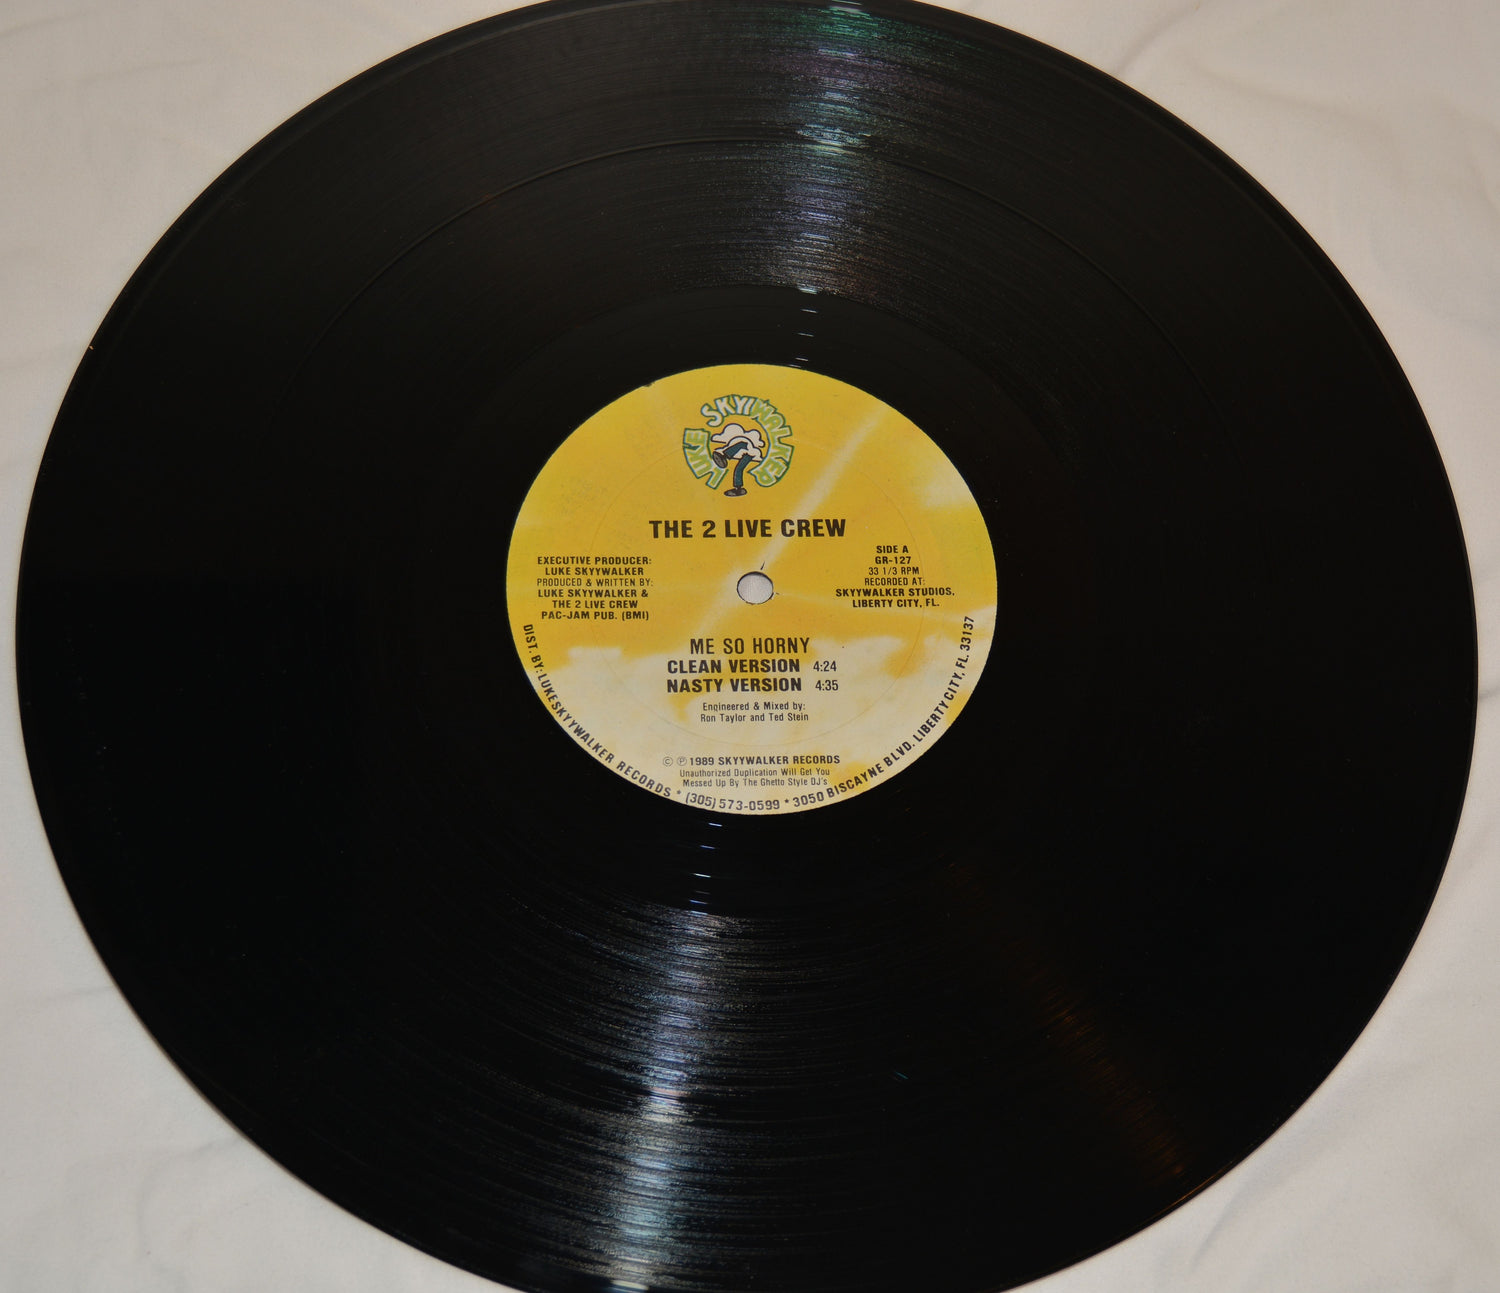 LUKE SKYYWALKER
THE 2 LIVE CREW
EXECUTIVE PRODUCER:
LUKE SKYYWALKER
PRODUCED & WRITTEN BY:
LUKE SKYYWALKER &
THE 2 LIVE CREW
PAC-JAM PUB. (BMI)
SIDE A
GR-127
33 1/3 RPM
RECORDED AT:
SKYYWALKER STUDIOS,
LIBERTY CITY, FL.
ME SO HORNY
CLEAN VERSION 4:24
NASTY VERSION 4:35
Engineered & Mixed by:
Ron Taylor and Ted Stein
© ℗ 1989 SKYYWALKER RECORDS
Unauthorized Duplication Will Get You
Messed Up By The Ghetto Style DJ's
DIST. BY: LUKE SKYYWALKER RECORDS * (305) 573-0599 * 3050 BISCAYNE BLVD. LIBERTY CITY, FL. 33137